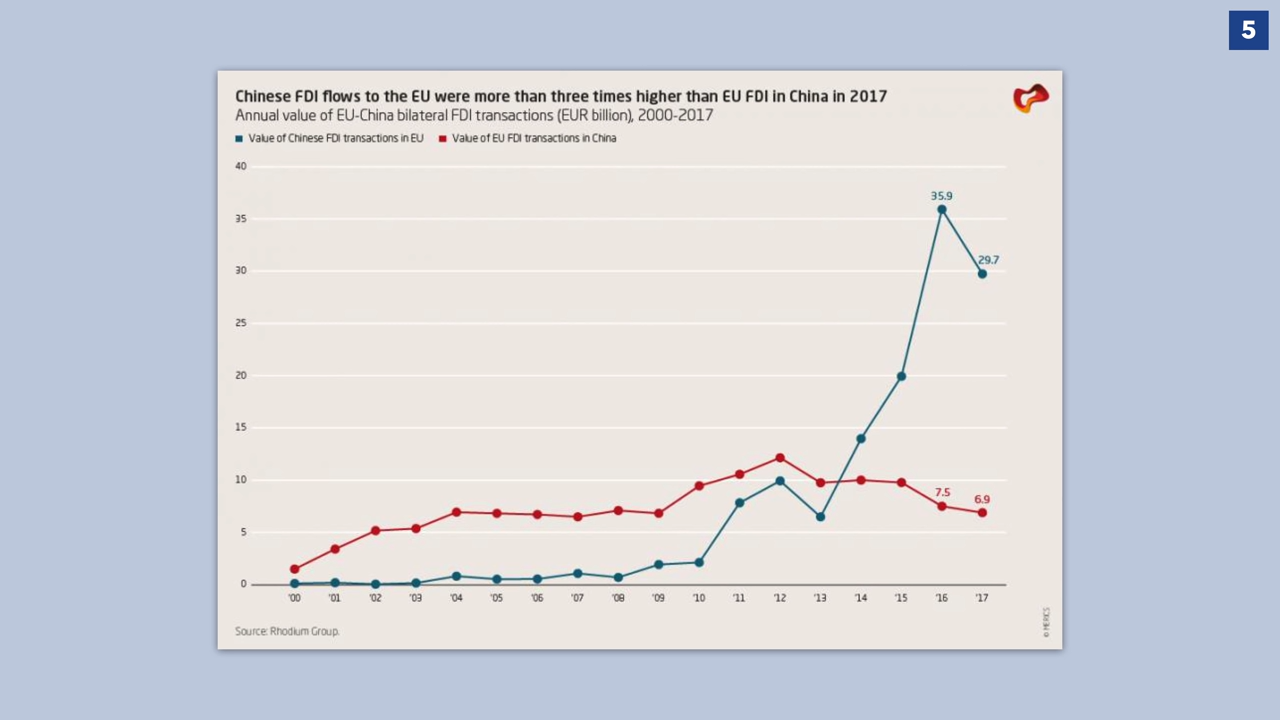 5
Chinese FDI flows to the EU were more than three times higher than EU FDI in China in 2017
Annual value of EU-China bilateral FDI transactions (EUR billion), 2000-2017
Value of Chinese FDI transactions in EU Value of EU FDI transactions in China
40
35
30
25
20
15
10
5
0
35.9
29.7
7.5
6.9
'00 '01 '02 '03 '04 '05 '06 '07 '08 '09 '10 '11 '12 '13 '14 '15 '16 '17
Source: Rhodium Group.
© MERICS